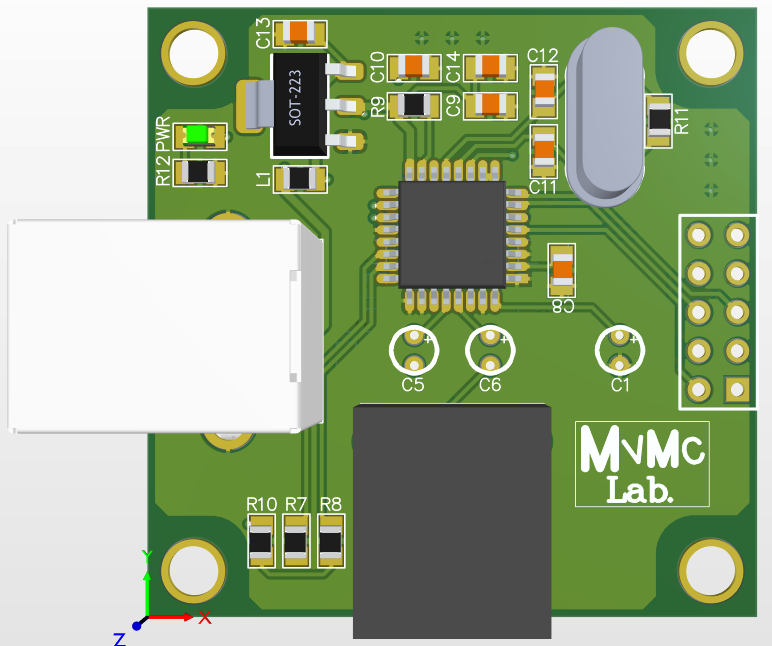 C13
C10
C14
C12
SOT-223
R9
C9
R11
PWR
R12
L1
C11
C8
C5
C6
C1
+
+
+
MvMc
Lab.
R10
R7
R8
Y
X
Z